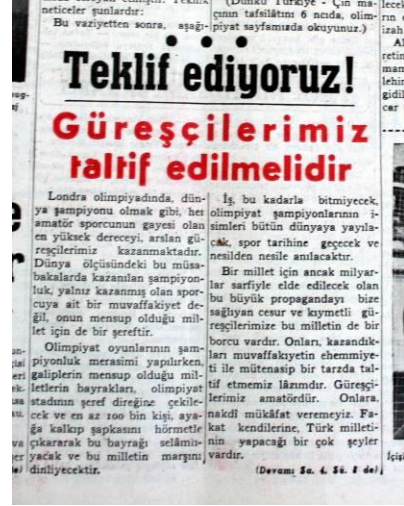 neticeler şunlardır:
Bu vaziyetten sonra, aşağı-
(Dünkü Türkiye - Çin ma-
çının tafsilâtını 6 ncıda, olim-
piyat sayfamızda okuyunuz.)
Teklif ediyoruz!
Güreşçilerimiz
taltif edilmelidir
Londra olimpiyadında, dün-
ya şampiyonu olmak gibi, her
amatör sporcunun gayesi olan
en yüksek dereceyi, arslan gü-
reşçilerimiz kazanmaktadır.
Dünya ölçüsündeki bu müsa-
bakalarda kazanılan şampiyon-
luk, yalnız kazanmış olan spor-
cuya ait bir muvaffakiyet de-
ğil, onun mensup olduğu mil-
let için de bir şereftir.
Olimpiyat oyunlarının şam-
piyonluk merasimi yapılırken,
galiplerin mensup olduğu mil-
letlerin bayrakları, olimpiyat
stadının şeref direğine çekile-
cek ve en az 100 bin kişi, aya-
ğa kalkıp şapkasını hörmetle
çıkararak bu bayrağı selâmlı-
yacak ve bu milletin marşını
dinliyecektir.
İş, bu kadarla bitmiyecek,
olimpiyat şampiyonlarının i-
simleri bütün dünyaya yayıla-
cak, spor tarihine geçecek ve
nesilden nesile anılacaktır.
Bir millet için ancak milyar-
lar sarfiyle elde edilecek olan
bu büyük propagandayı bize
sağlıyan cesur ve kıymetli gü-
reşçilerimize bu milletin de bir
borcu vardır. Onları, kazandık-
ları muvaffakıyetin ehemmiye-
ti ile mütenasip bir tarzda tal-
tif etmemiz lâzımdır. Güreşçi-
lerimiz amatördür. Onlara,
nakdî mükâfat veremeyiz. Fa-
kat kendilerine, Türk milleti-
nin yapacağı bir çok şeyler
vardır.
(Devamı Sa. 4, Sü. 8 de)